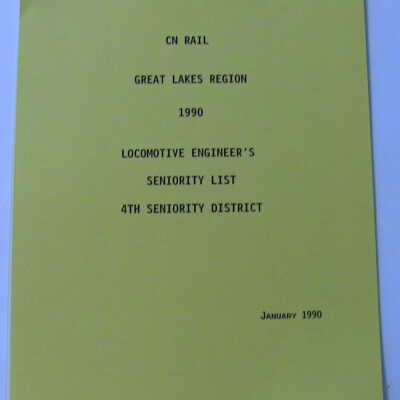 CN RAIL
GREAT LAKES REGION
1990
LOCOMOTIVE ENGINEER'S
SENIORITY LIST
4TH SENIORITY DISTRICT
JANUARY 1990